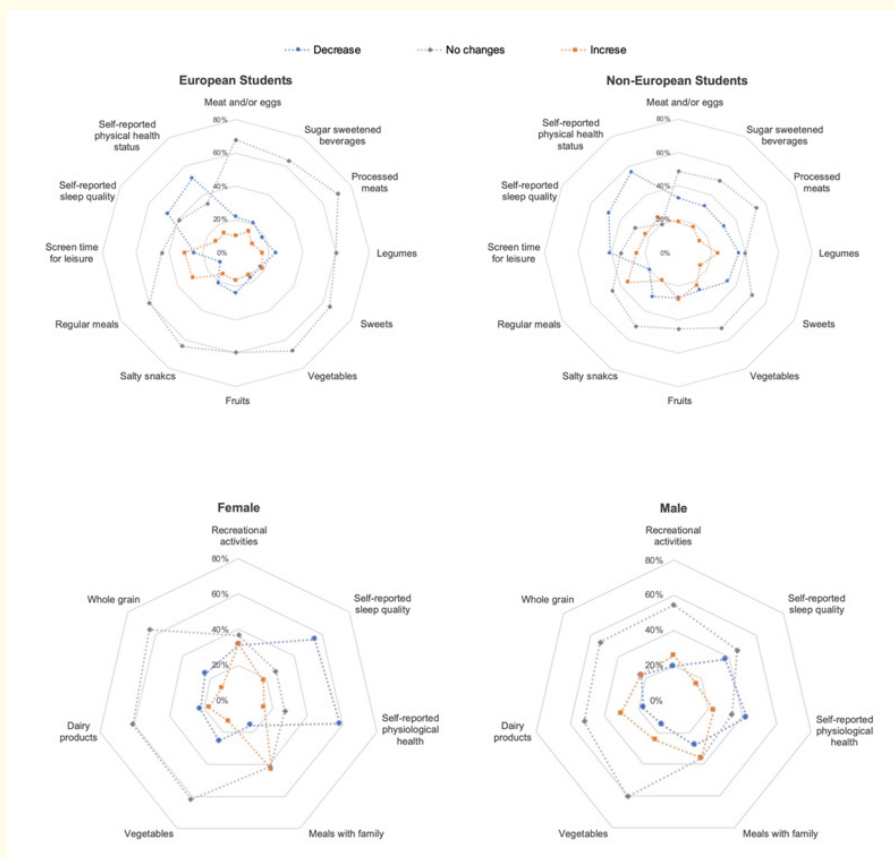 Decrease No changes Increse
European Students
Meat and/or eggs
80%
60%
40%
20%
0%
Sugar sweetened
beverages
Processed
meats
Legumes
Sweets
Vegetables
Fruits
Salty snakcs
Regular meals
Screen time
for leisure
Self-reported
sleep quality
Self-reported
physical health
status
Non-European Students
Meat and/or eggs
80%
60%
40%
20%
0%
Sugar sweetened
beverages
Processed
meats
Legumes
Sweets
Vegetables
Fruits
Salty snakcs
Regular meals
Screen time
for leisure
Self-reported
sleep quality
Self-reported
physical health
status
Female
Recreational
activities
80%
60%
40%
20%
0%
Self-reported
sleep quality
Self-reported
physiological
health
Meals with family
Vegetables
Dairy
products
Whole grain
Male
Recreational
activities
80%
60%
40%
20%
0%
Self-reported
sleep quality
Self-reported
physiological
health
Meals with family
Vegetables
Dairy
products
Whole grain